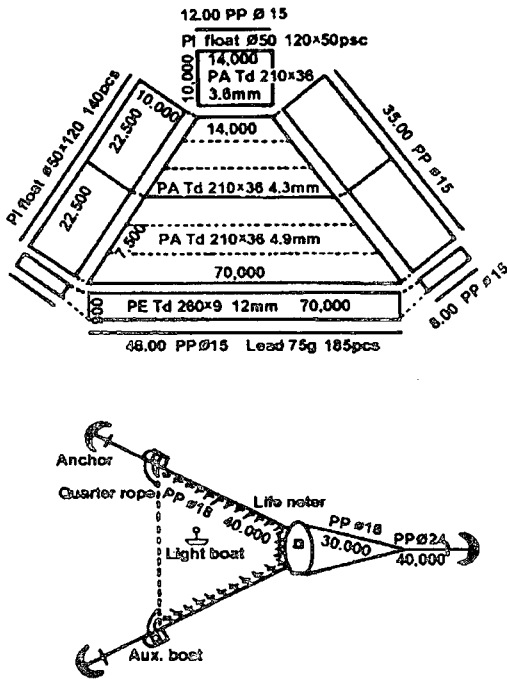 12.00 PP Ø 15
Pl float Ø50 120×50psc
10,000
14,000
PA Td 210×36
3.6mm
Pl float Ø50×120 140pcs
10.000
22.500
22.500
35.00 PP Ø15
14,000
PA Td 210×36 4.3mm
7,500
PA Td 210×36 4.9mm
70,000
PE Td 260×9 12mm 70,000
8.00 PP Ø15
48.00 PPØ15 Lead 75g 185pcs
Anchor
Quarter rope PP Ø18
40.000
Life noter
Light boat
PP Ø18
30.000
PPØ24
40,000
Aux. boat